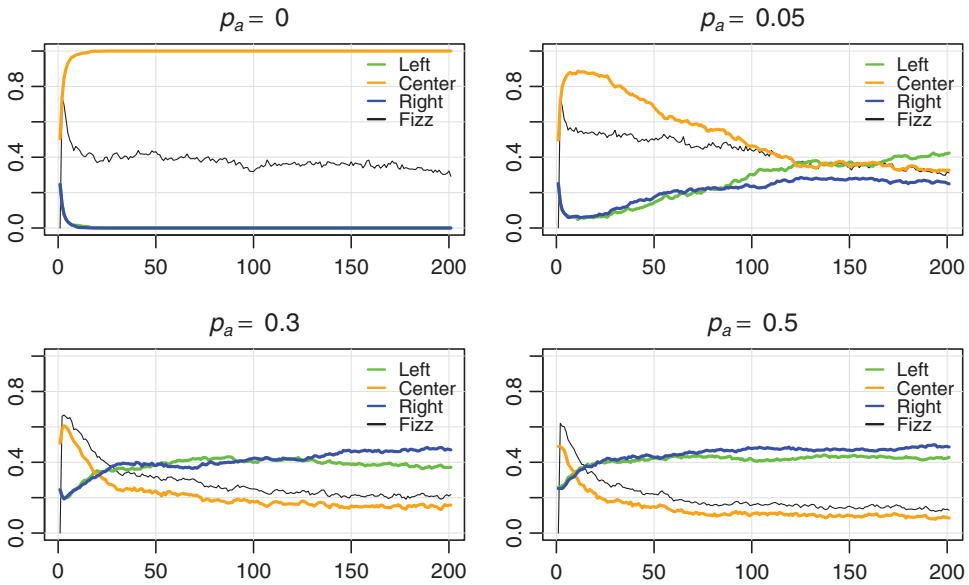 pₐ = 0
0.0 0.4 0.8
Left
Center
Right
Fizz
0 50 100 150 200
pₐ = 0.05
0.0 0.4 0.8
Left
Center
Right
Fizz
0 50 100 150 200
pₐ = 0.3
0.0 0.4 0.8
Left
Center
Right
Fizz
0 50 100 150 200
pₐ = 0.5
0.0 0.4 0.8
Left
Center
Right
Fizz
0 50 100 150 200